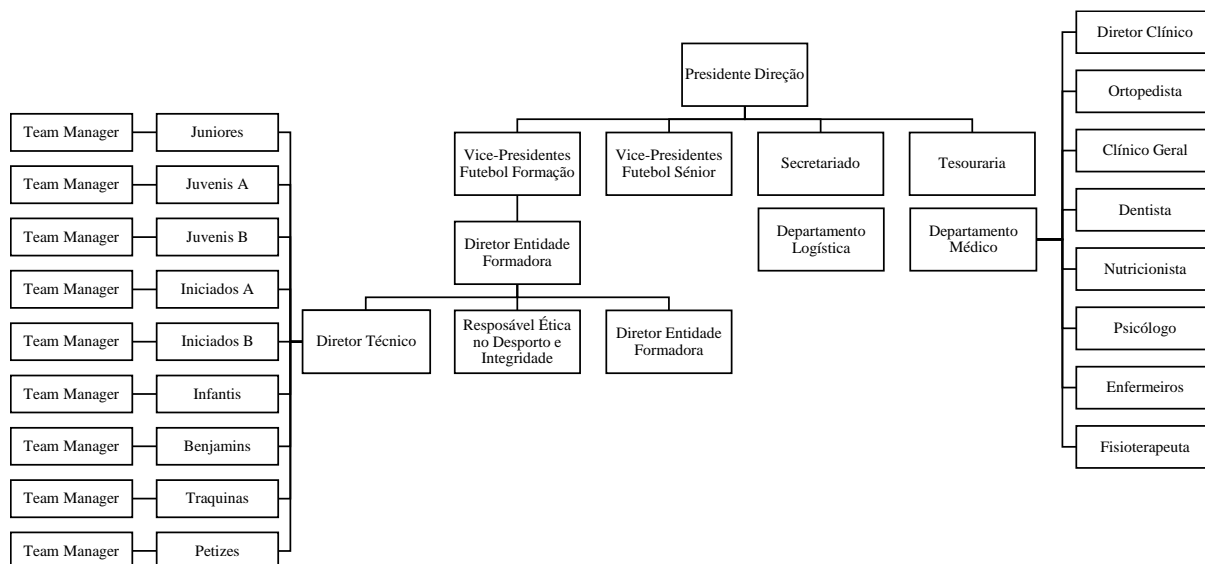 Diretor Clínico
Presidente Direção
Ortopedista
Team Manager
Juniores
Vice-Presidentes
Futebol Formação
Vice-Presidentes
Futebol Sénior
Secretariado
Tesouraria
Clínico Geral
Team Manager
Juvenis A
Dentista
Team Manager
Juvenis B
Diretor Entidade
Formadora
Departamento
Logística
Departamento
Médico
Nutricionista
Team Manager
Iniciados A
Psicólogo
Team Manager
Iniciados B
Diretor Técnico
Resposável Ética
no Desporto e
Integridade
Diretor Entidade
Formadora
Enfermeiros
Team Manager
Infantis
Fisioterapeuta
Team Manager
Benjamins
Team Manager
Traquinas
Team Manager
Petizes